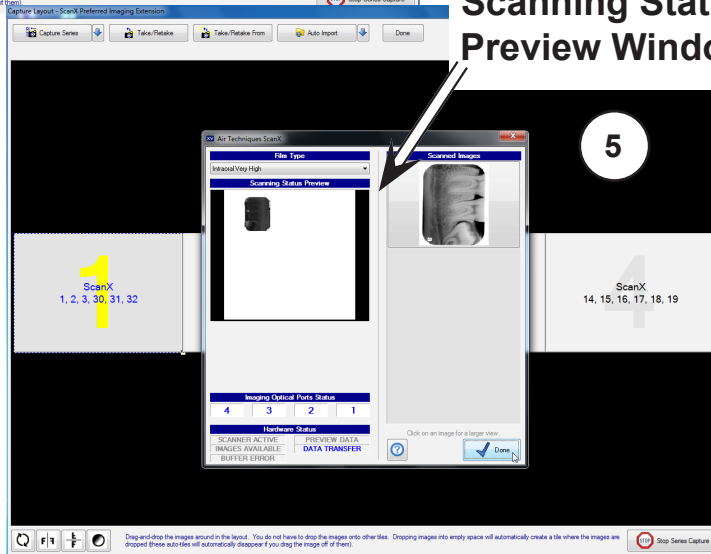 of them).
Stop Series Capture
Capture Layout - ScanX Preferred Imaging Extension
Scanning Stat
Preview Windo
Capture Series
Take/Retake
Take/Retake From
Auto Import
Done
5
XV Air Techniques ScanX
Film Type
Intraoral Very High
Scanning Status Preview
Scanned Images
1
ScanX
1, 2, 3, 30, 31, 32
4
ScanX
14, 15, 16, 17, 18, 19
Imaging Optical Ports Status
4 3 2 1
Hardware Status
SCANNER ACTIVE PREVIEW DATA
IMAGES AVAILABLE DATA TRANSFER
BUFFER ERROR
Click on an image for a larger view.
? Done
Drag-and-drop the images around in the layout. You do not have to drop the images onto other tiles. Dropping images into empty space will automatically create a tile where the images are
dropped (these auto-tiles will automatically disappear if you drag the image off of them).
STOP Stop Series Capture